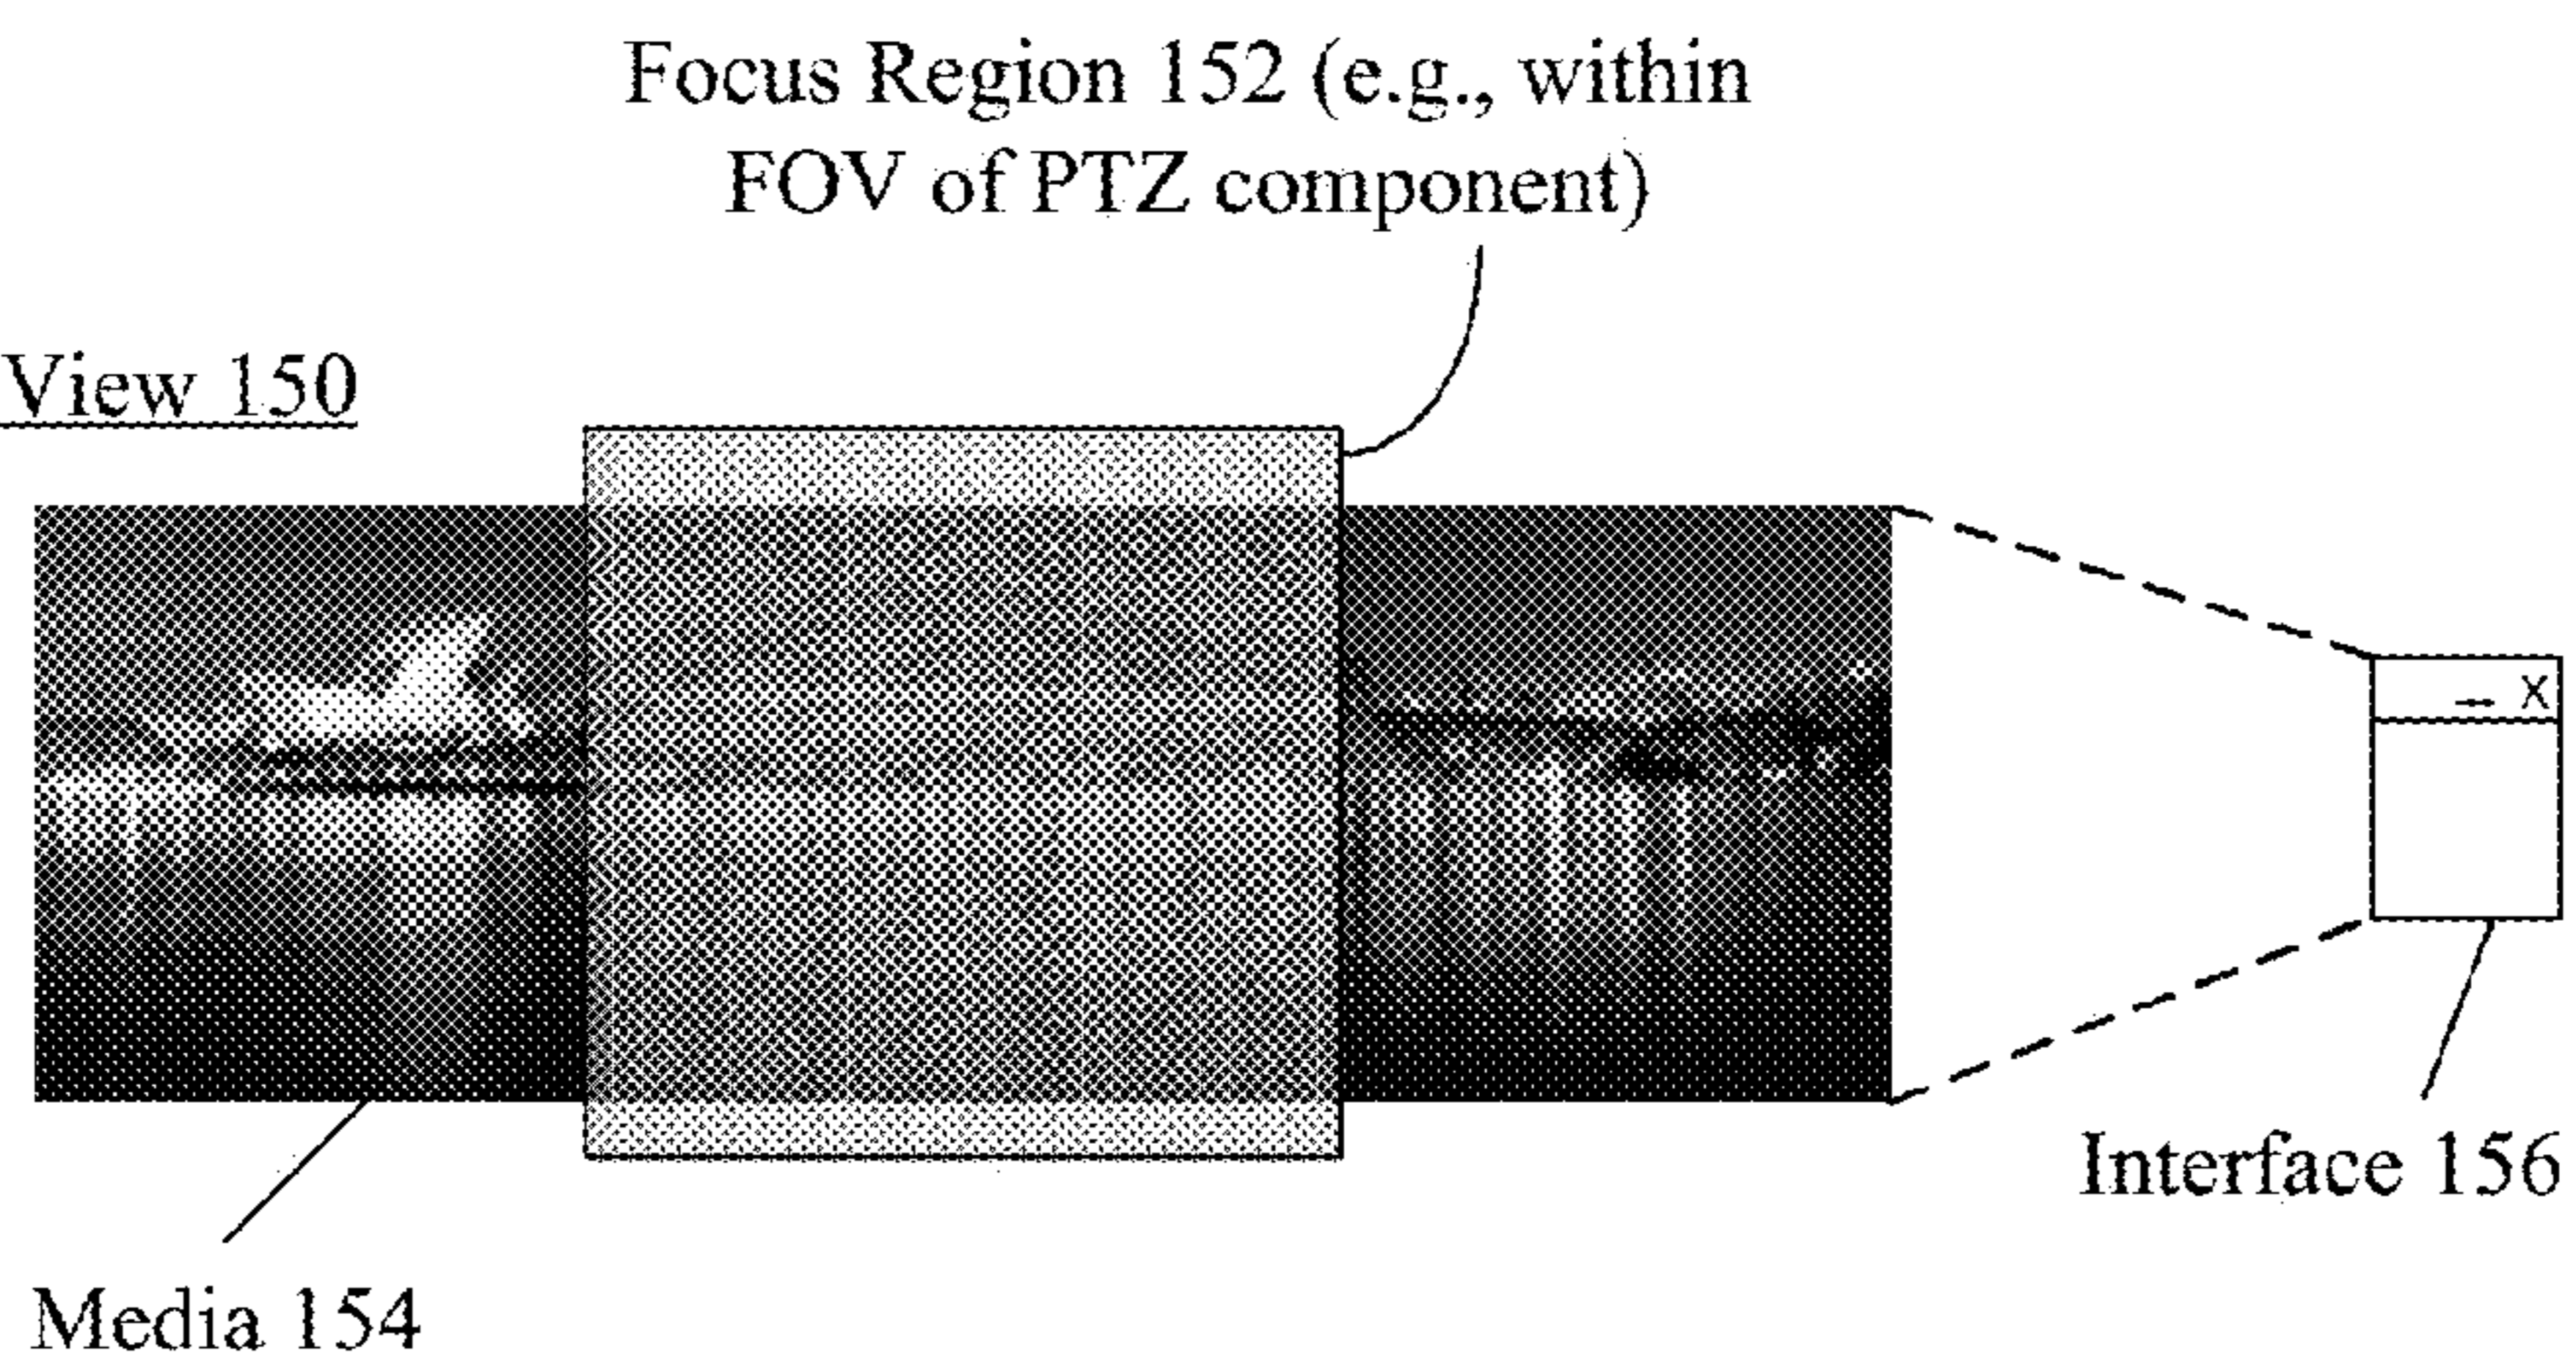 Focus Region 152 (e.g., within
FOV of PTZ component)
View 150
X
Interface 156
Media 154